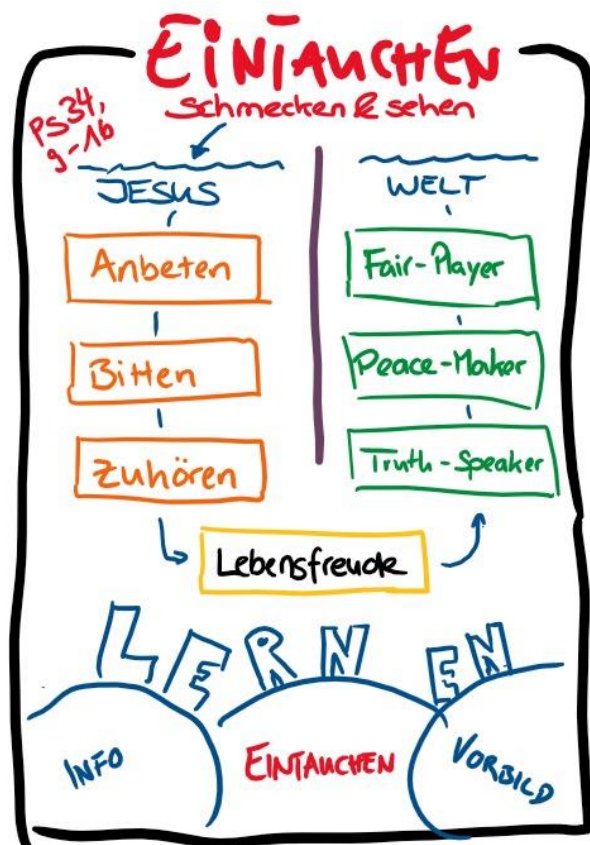 EINTAUCHEN
Schmecken & sehen
PS 34,
9-16
JESUS
Anbeten
Bitten
Zuhören
WELT
Fair-Player
Peace-Maker
Truth-Speaker
Lebensfreude
LERNEN
INFO
EINTAUCHEN
VORBILD